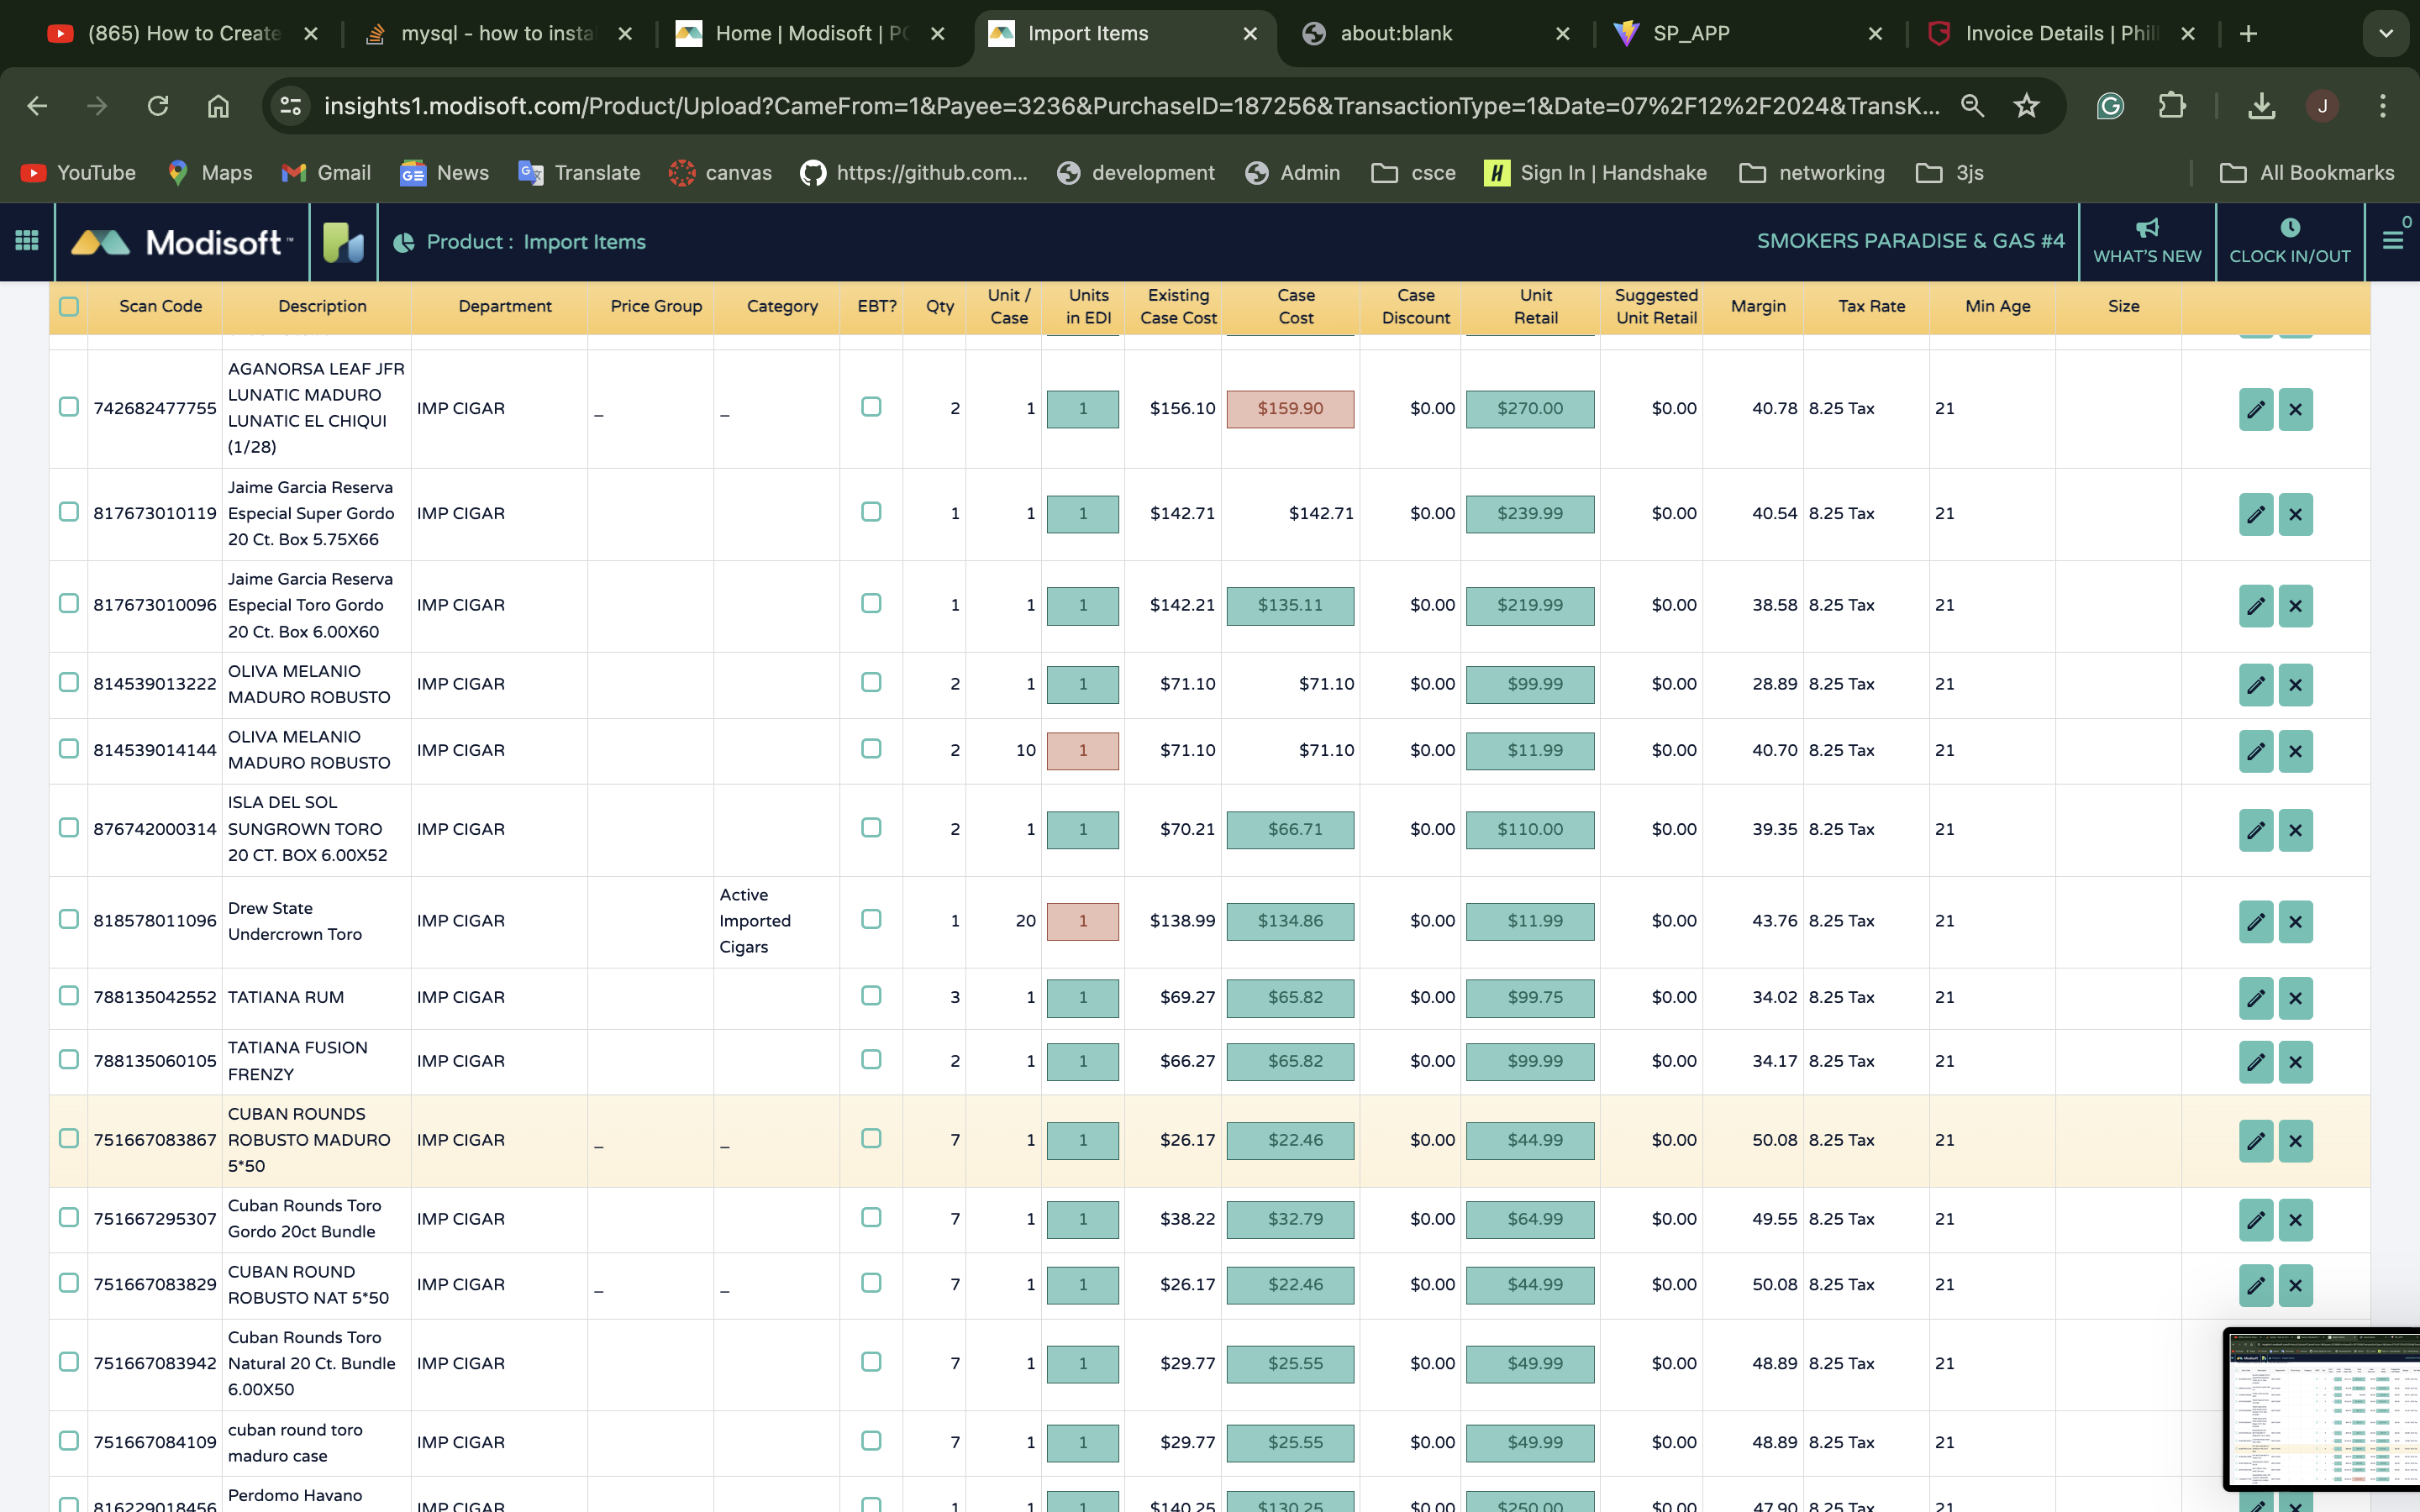 (865) How to Create
mysql - how to insta
Home | Modisoft | PO
Import Items
about:blank
SP_APP
Invoice Details | Phil
insights1.modisoft.com/Product/Upload?CameFrom=1&Payee=3236&PurchaseID=187256&TransactionType=1&Date=07%2F12%2F2024&TransK...
J
YouTube
Maps
Gmail
News
Translate
canvas
https://github.com...
development
Admin
csce
Sign In | Handshake
networking
3js
All Bookmarks
Modisoft
Product : Import Items
SMOKERS PARADISE & GAS #4
WHAT'S NEW
CLOCK IN/OUT
0
Scan Code Description Department Price Group Category EBT? Qty Unit / Case Units in EDI Existing Case Cost Case Cost Case Discount Unit Retail Suggested Unit Retail Margin Tax Rate Min Age Size
742682477755 AGANORSA LEAF JFR LUNATIC MADURO LUNATIC EL CHIQUI (1/28) IMP CIGAR _ _ 2 1 1 $156.10 $159.90 $0.00 $270.00 $0.00 40.78 8.25 Tax 21
817673010119 Jaime Garcia Reserva Especial Super Gordo 20 Ct. Box 5.75X66 IMP CIGAR 1 1 1 $142.71 $142.71 $0.00 $239.99 $0.00 40.54 8.25 Tax 21
817673010096 Jaime Garcia Reserva Especial Toro Gordo 20 Ct. Box 6.00X60 IMP CIGAR 1 1 1 $142.21 $135.11 $0.00 $219.99 $0.00 38.58 8.25 Tax 21
814539013222 OLIVA MELANIO MADURO ROBUSTO IMP CIGAR 2 1 1 $71.10 $71.10 $0.00 $99.99 $0.00 28.89 8.25 Tax 21
814539014144 OLIVA MELANIO MADURO ROBUSTO IMP CIGAR 2 10 1 $71.10 $71.10 $0.00 $11.99 $0.00 40.70 8.25 Tax 21
876742000314 ISLA DEL SOL SUNGROWN TORO 20 CT. BOX 6.00X52 IMP CIGAR 2 1 1 $70.21 $66.71 $0.00 $110.00 $0.00 39.35 8.25 Tax 21
818578011096 Drew State Undercrown Toro IMP CIGAR Active Imported Cigars 1 20 1 $138.99 $134.86 $0.00 $11.99 $0.00 43.76 8.25 Tax 21
788135042552 TATIANA RUM IMP CIGAR 3 1 1 $69.27 $65.82 $0.00 $99.75 $0.00 34.02 8.25 Tax 21
788135060105 TATIANA FUSION FRENZY IMP CIGAR 2 1 1 $66.27 $65.82 $0.00 $99.99 $0.00 34.17 8.25 Tax 21
751667083867 CUBAN ROUNDS ROBUSTO MADURO 5*50 IMP CIGAR _ _ 7 1 1 $26.17 $22.46 $0.00 $44.99 $0.00 50.08 8.25 Tax 21
751667295307 Cuban Rounds Toro Gordo 20ct Bundle IMP CIGAR 7 1 1 $38.22 $32.79 $0.00 $64.99 $0.00 49.55 8.25 Tax 21
751667083829 CUBAN ROUND ROBUSTO NAT 5*50 IMP CIGAR _ _ 7 1 1 $26.17 $22.46 $0.00 $44.99 $0.00 50.08 8.25 Tax 21
751667083942 Cuban Rounds Toro Natural 20 Ct. Bundle 6.00X50 IMP CIGAR 7 1 1 $29.77 $25.55 $0.00 $49.99 $0.00 48.89 8.25 Tax 21
751667084109 cuban round toro maduro case IMP CIGAR 7 1 1 $29.77 $25.55 $0.00 $49.99 $0.00 48.89 8.25 Tax 21
816229018456 Perdomo Havano IMP CIGAR 1 1 1 $140.25 $130.25 $0.00 $250.00 $0.00 47.90 8.25 Tax 21